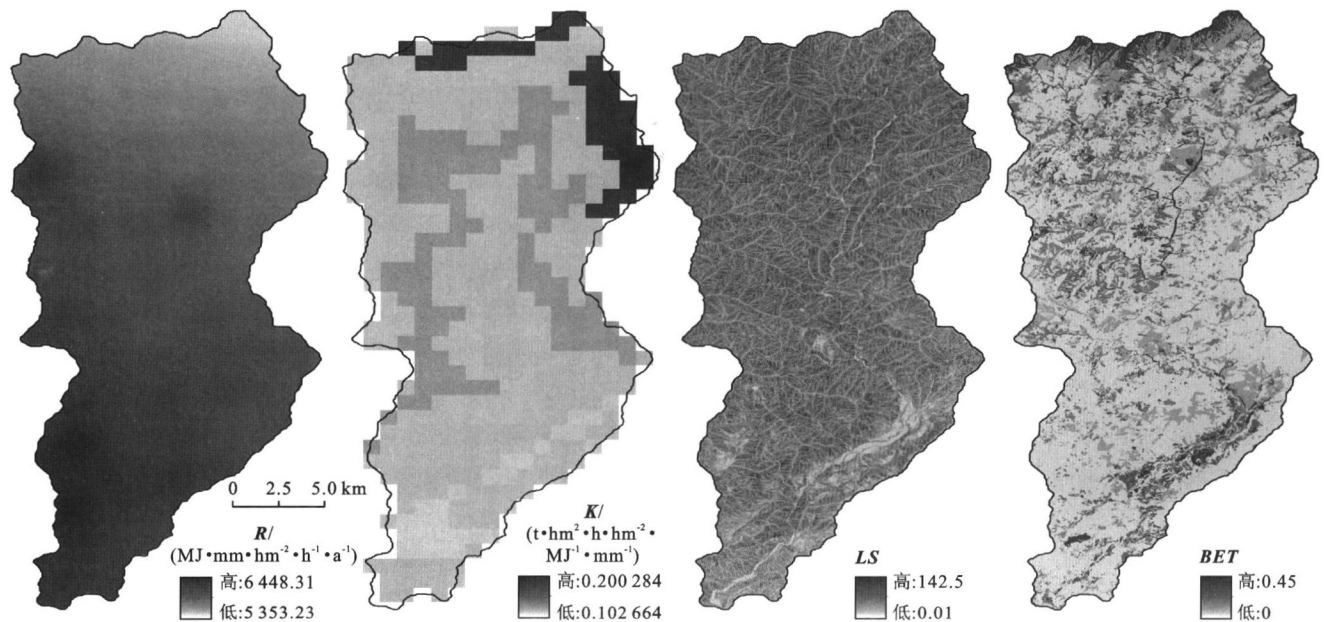 0 2.5 5.0 km
R/
(MJ·mm·hm⁻²·h⁻¹·a⁻¹)
高:6 448.31
低:5 353.23
K/
(t·hm²·h·hm⁻²·
MJ⁻¹·mm⁻¹)
高:0.200 284
低:0.102 664
LS
高:142.5
低:0.01
BET
高:0.45
低:0